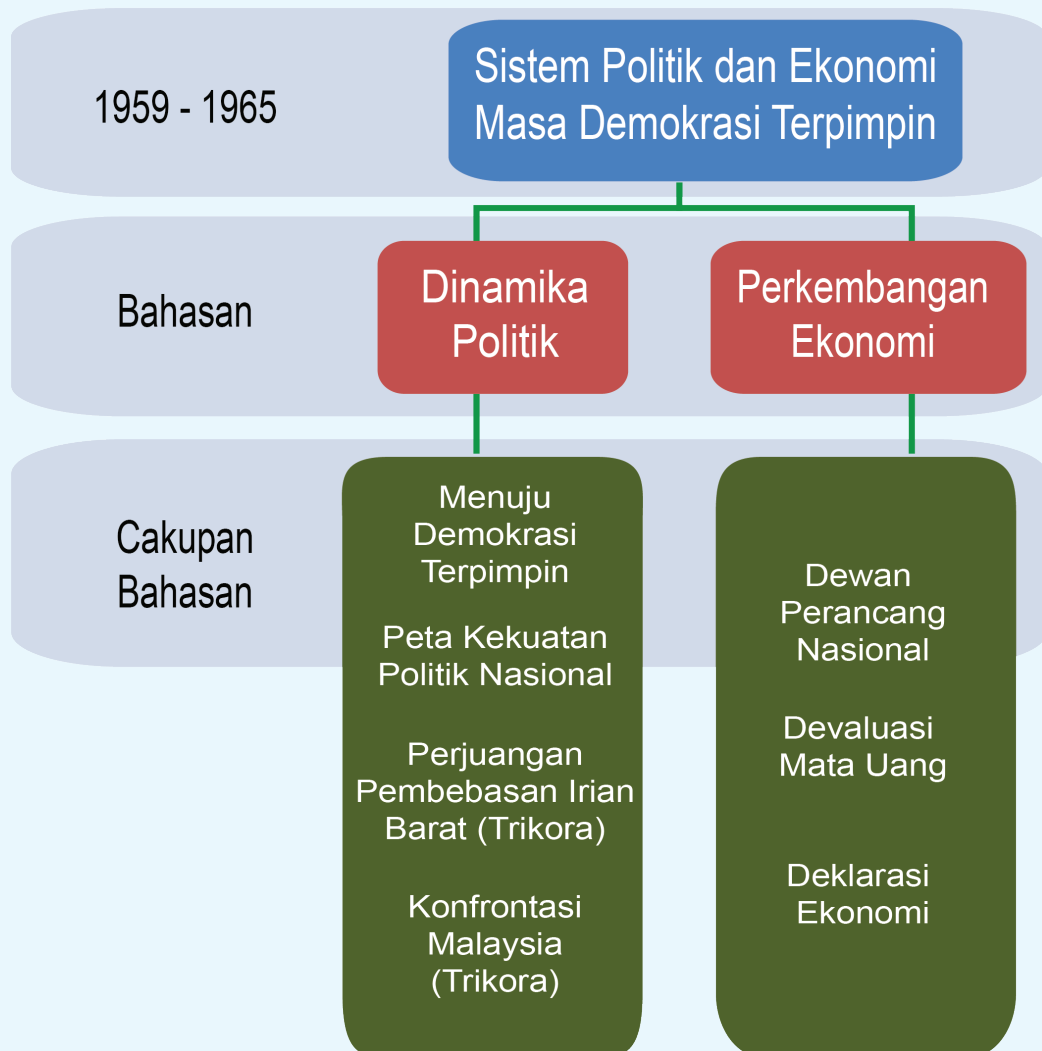 1959 - 1965
Sistem Politik dan Ekonomi
Masa Demokrasi Terpimpin
Bahasan
Dinamika
Politik
Perkembangan
Ekonomi
Cakupan
Bahasan
Menuju
Demokrasi
Terpimpin
Peta Kekuatan
Politik Nasional
Perjuangan
Pembebasan Irian
Barat (Trikora)
Konfrontasi
Malaysia
(Trikora)
Dewan
Perancang
Nasional
Devaluasi
Mata Uang
Deklarasi
Ekonomi